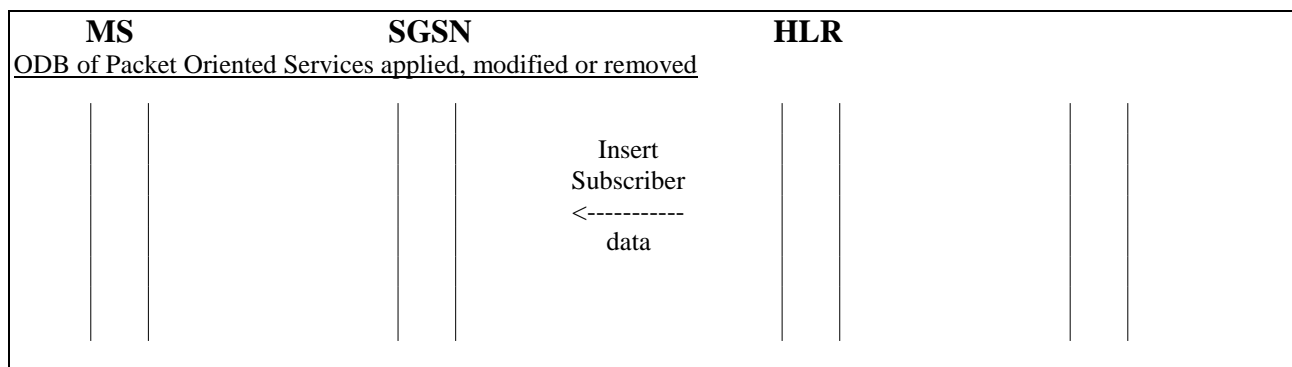 MS SGSN HLR
ODB of Packet Oriented Services applied, modified or removed
Insert
Subscriber
<-----------
data